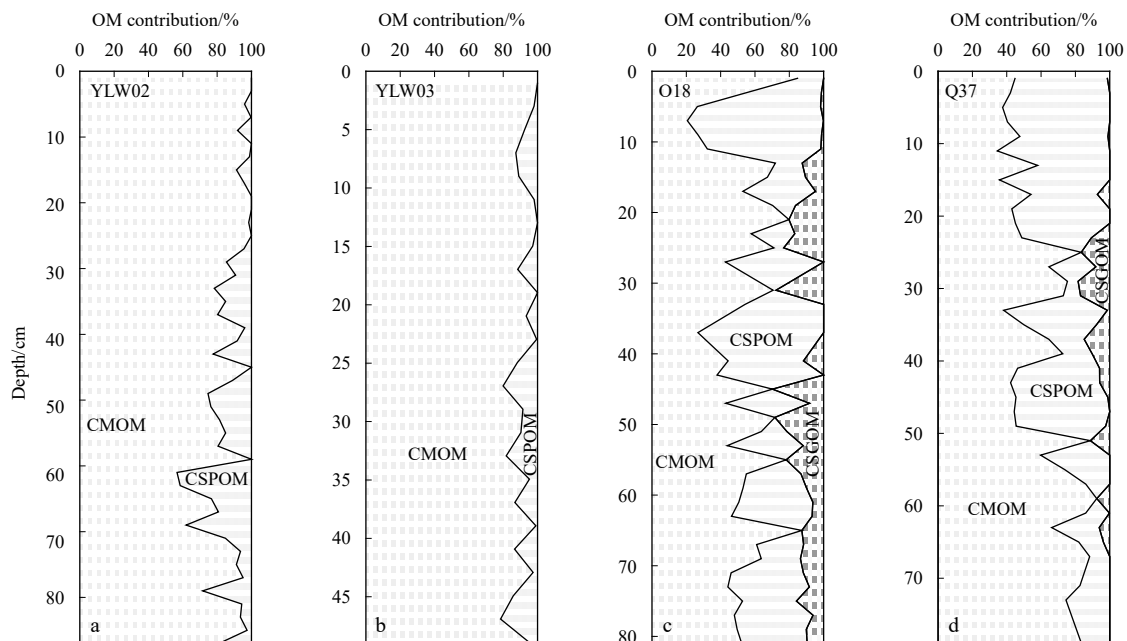 OM contribution/% OM contribution/% OM contribution/% OM contribution/%
0 20 40 60 80 100 0 20 40 60 80 100 0 20 40 60 80 100 0 20 40 60 80 100
Depth/cm
YLW02
0
10
20
30
40
50
60
70
80
CMOM
CSPOM
a
YLW03
0
5
10
15
20
25
30
35
40
45
CMOM
CSPOM
b
O18
0
10
20
30
40
50
60
70
80
CSPOM
CSGOM
CMOM
c
Q37
0
10
20
30
40
50
60
70
CSGOM
CSPOM
CMOM
d